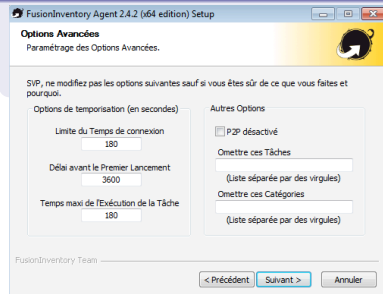 FusionInventory Agent 2.4.2 (x64 edition) Setup
Options Avancées
Paramétrage des Options Avancées.
SVP, ne modifiez pas les options suivantes sauf si vous êtes sûr de ce que vous faites et
pourquoi.
Options de temporisation (en secondes)
Limite du Temps de connexion
180
Délai avant le Premier Lancement
3600
Temps maxi de l'Exécution de la Tâche
180
Autres Options
P2P désactivé
Omettre ces Tâches
(Liste séparée par des virgules)
Omettre ces Catégories
(Liste séparée par des virgules)
FusionInventory Team
< Précédent
Suivant >
Annuler